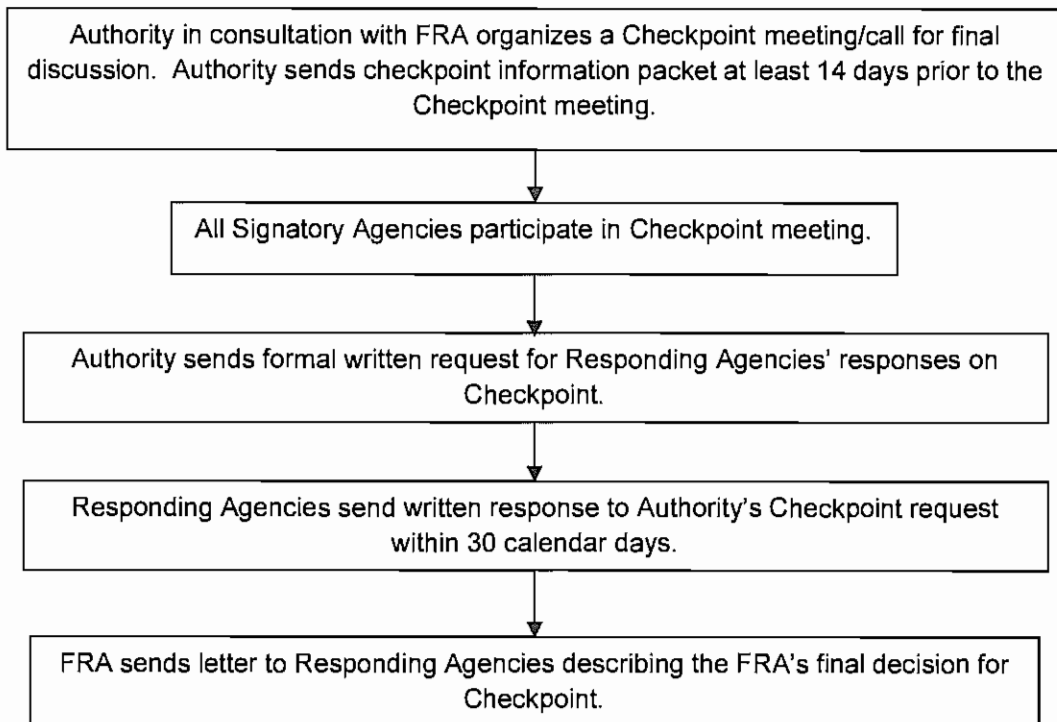 Authority in consultation with FRA organizes a Checkpoint meeting/call for final
discussion. Authority sends checkpoint information packet at least 14 days prior to the
Checkpoint meeting.
All Signatory Agencies participate in Checkpoint meeting.
Authority sends formal written request for Responding Agencies' responses on
Checkpoint.
Responding Agencies send written response to Authority's Checkpoint request
within 30 calendar days.
FRA sends letter to Responding Agencies describing the FRA's final decision for
Checkpoint.